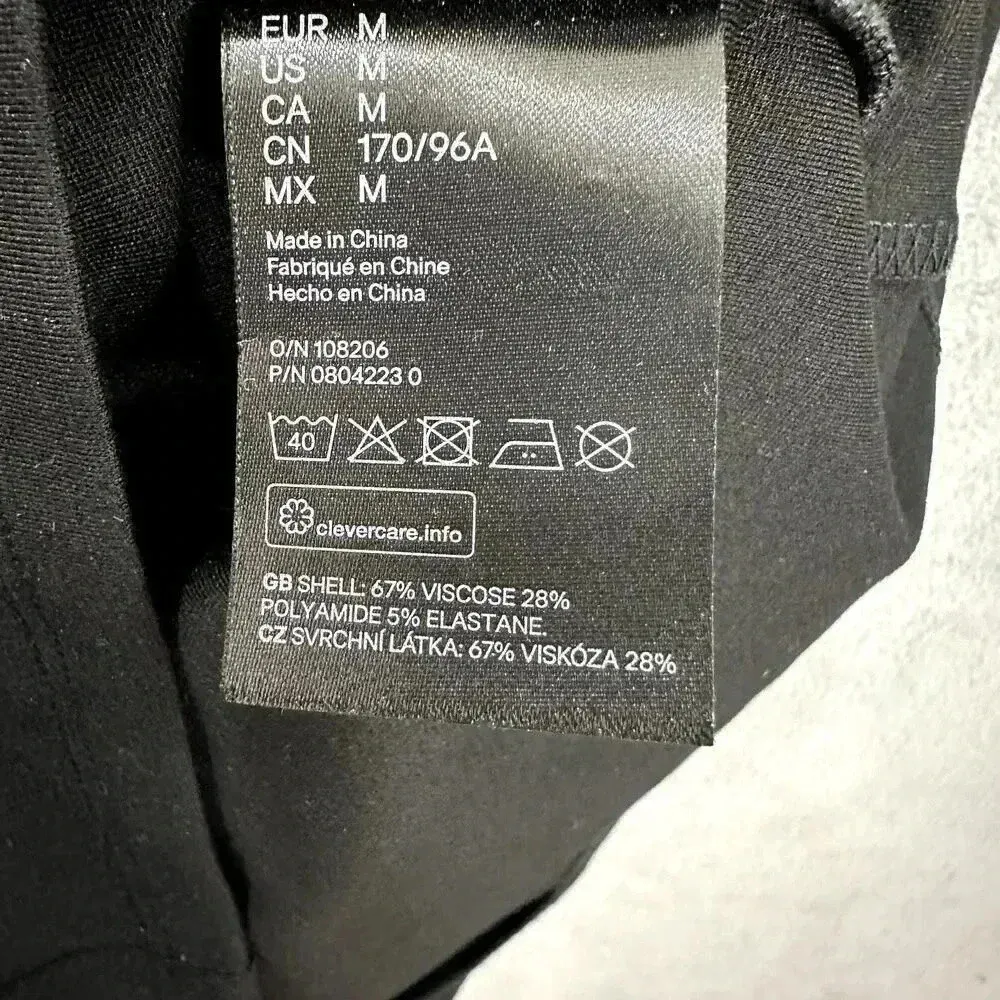 EUR M
US M
CA M
CN 170/96A
MX M
Made in China
Fabriqué en Chine
Hecho en China
O/N 108206
P/N 0804223 0
40
clevercare.info
GB SHELL: 67% VISCOSE 28%
POLYAMIDE 5% ELASTANE.
CZ SVRCHNÍ LÁTKA: 67% VISKÓZA 28%